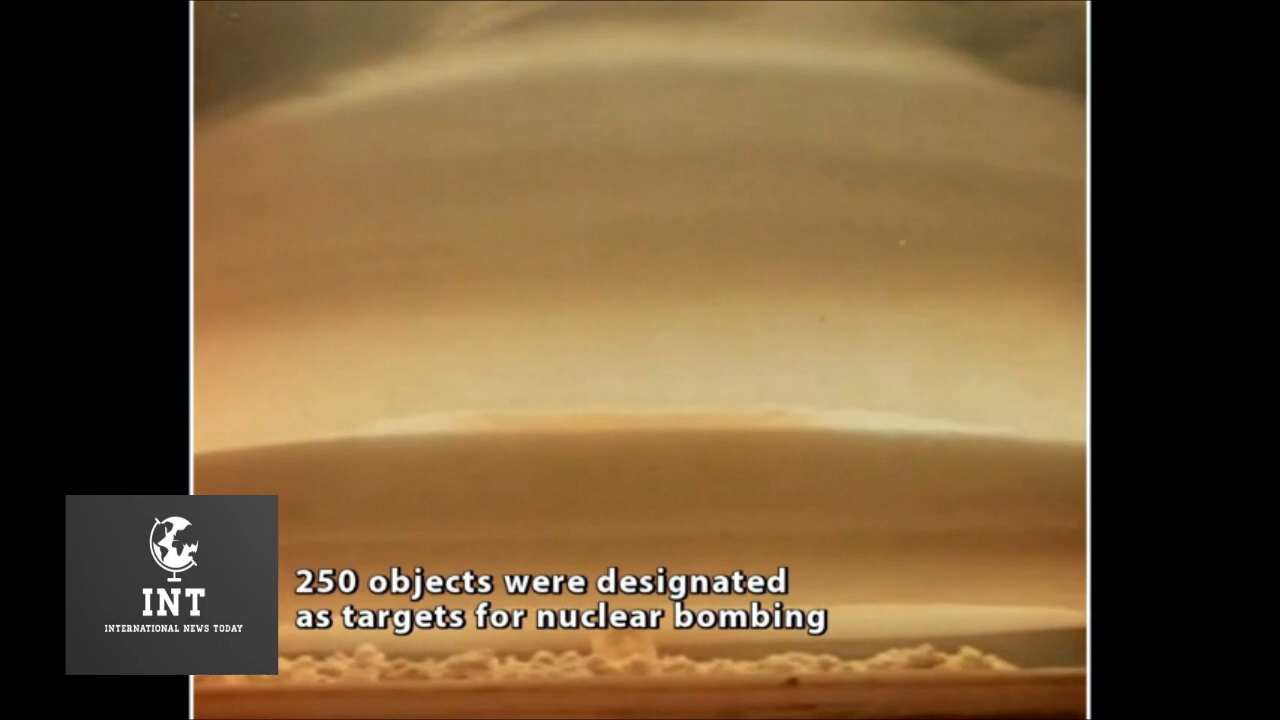 INT
INTERNATIONAL NEWS TODAY
250 objects were designated
as targets for nuclear bombing